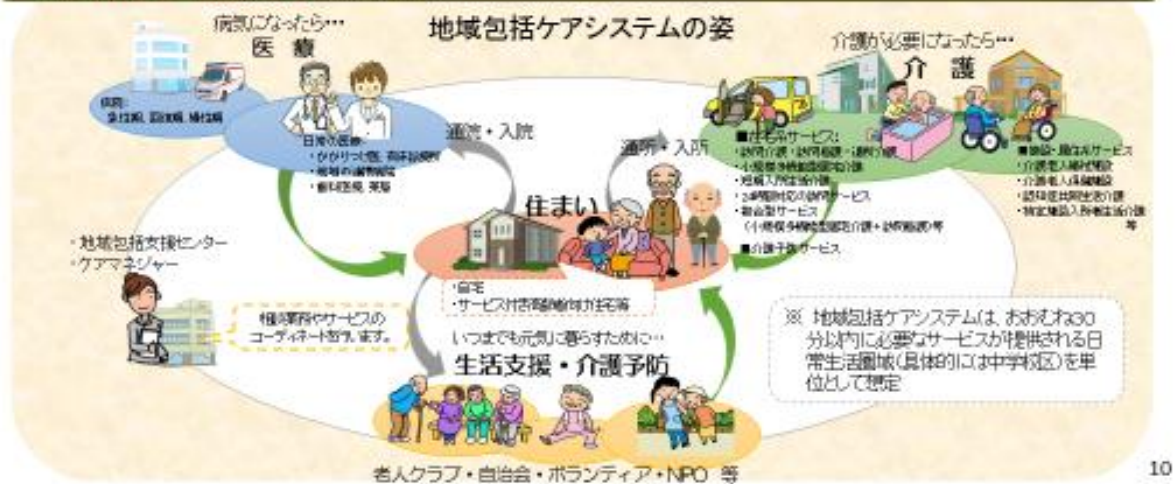 地域包括ケアシステムの姿
病気になったら…
医 療
病院:
急性期、回復期、慢性期
日常の医療:
・かかりつけ医、有床診療所
・地域の連携病院
・歯科医療、薬局
通院・入院
介護が必要になったら…
介 護
通所・入所
■在宅系サービス:
・訪問介護・訪問看護・通所介護
・小規模多機能型居宅介護
・短期入所生活介護
・24時間対応の訪問サービス
・複合型サービス
(小規模多機能型居宅介護+訪問看護)等
■介護予防サービス
■施設・居住系サービス
・介護老人福祉施設
・介護老人保健施設
・認知症共同生活介護
・特定施設入所者生活介護
等
住まい
・自宅
・サービス付き高齢者向け住宅等
・地域包括支援センター
・ケアマネジャー
相談業務やサービスの
コーディネートを行います。
いつまでも元気に暮らすために…
生活支援・介護予防
老人クラブ・自治会・ボランティア・NPO 等
※ 地域包括ケアシステムは、おおむね30
分以内に必要なサービスが提供される日
常生活圏域(具体的には中学校区)を単
位として想定
10